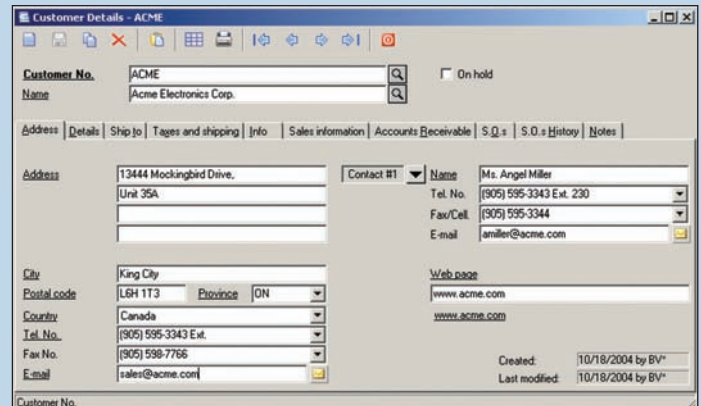 Customer Details - ACME
Customer No. ACME On hold
Name Acme Electronics Corp.
Address Details Ship to Taxes and shipping Info Sales information Accounts Receivable S.O.s S.O.s History Notes
Address 13444 Mockingbird Drive, Contact #1 Name Ms. Angel Miller
Unit 35A Tel. No. (905) 595-3343 Ext. 230
Fax/Cell. (905) 595-3344
E-mail amiller@acme.com
City King City Web page
Postal code L6H 1T3 Province ON www.acme.com
Country Canada www.acme.com
Tel. No. (905) 595-3343 Ext.
Fax No. (905) 598-7766 Created: 10/18/2004 by BV*
E-mail sales@acme.com Last modified: 10/18/2004 by BV*
Customer No.